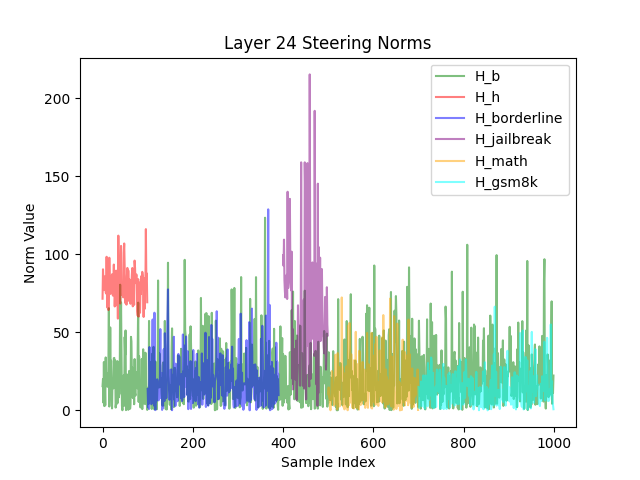 Layer 24 Steering Norms
H_b
H_h
H_borderline
H_jailbreak
H_math
H_gsm8k
Norm Value
200
150
100
50
0
0
200
400
600
800
1000
Sample Index